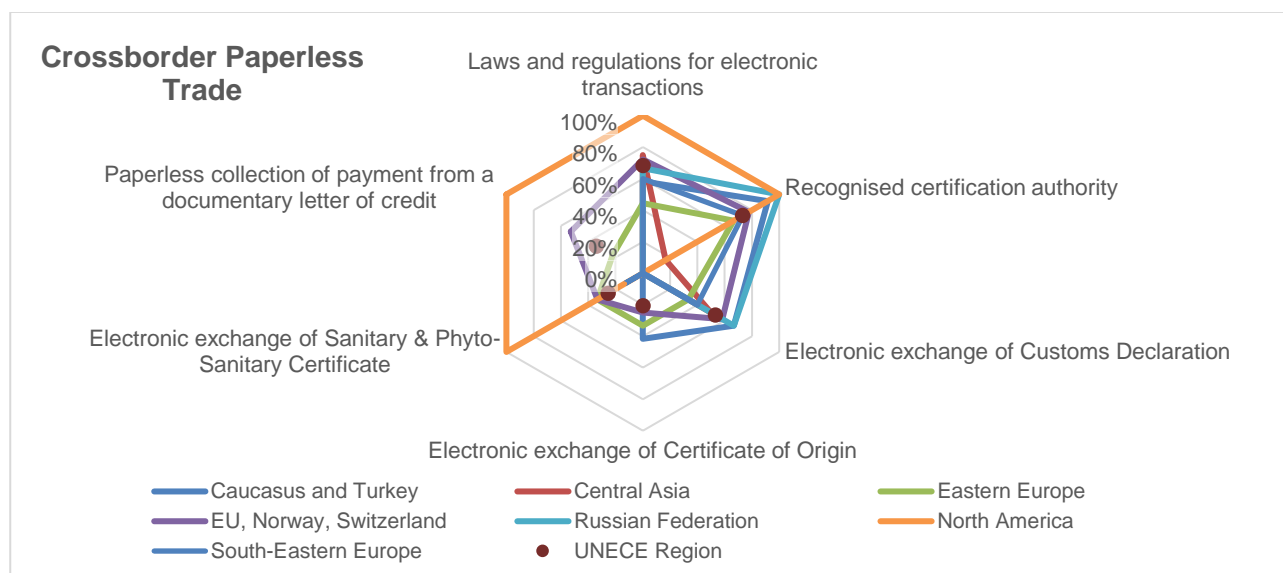 Crossborder Paperless
Trade
Laws and regulations for electronic
transactions
100%
80%
60%
40%
20%
0%
Paperless collection of payment from a
documentary letter of credit
Recognised certification authority
Electronic exchange of Sanitary & Phyto-
Sanitary Certificate
Electronic exchange of Customs Declaration
Electronic exchange of Certificate of Origin
Caucasus and Turkey
Central Asia
Eastern Europe
EU, Norway, Switzerland
Russian Federation
North America
South-Eastern Europe
UNECE Region